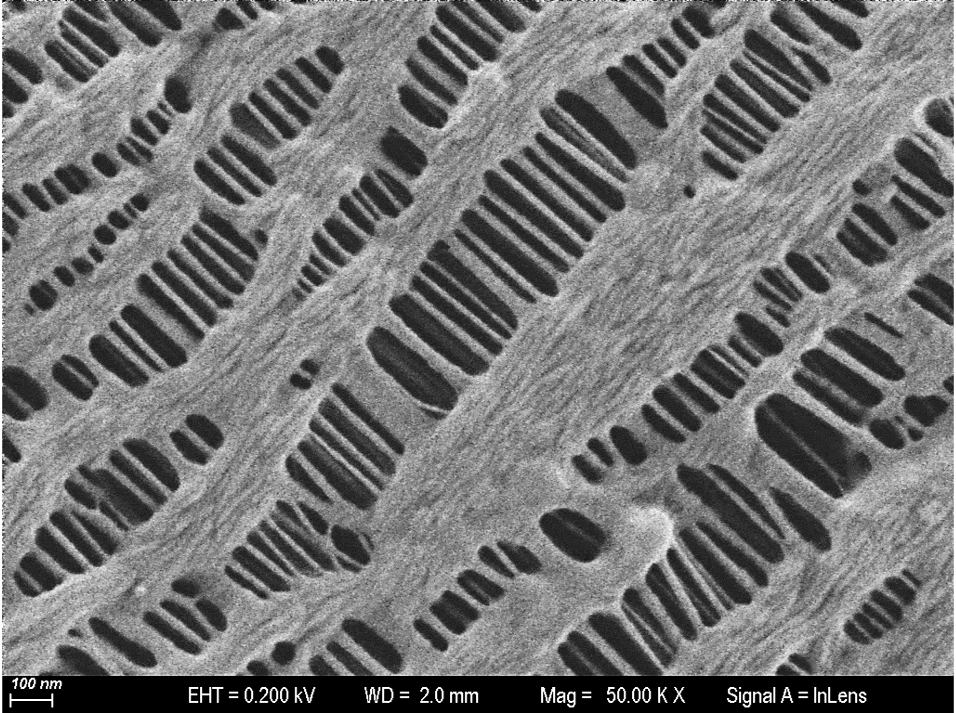 100 nm
EHT = 0.200 kV WD = 2.0 mm Mag = 50.00 K X Signal A = InLens